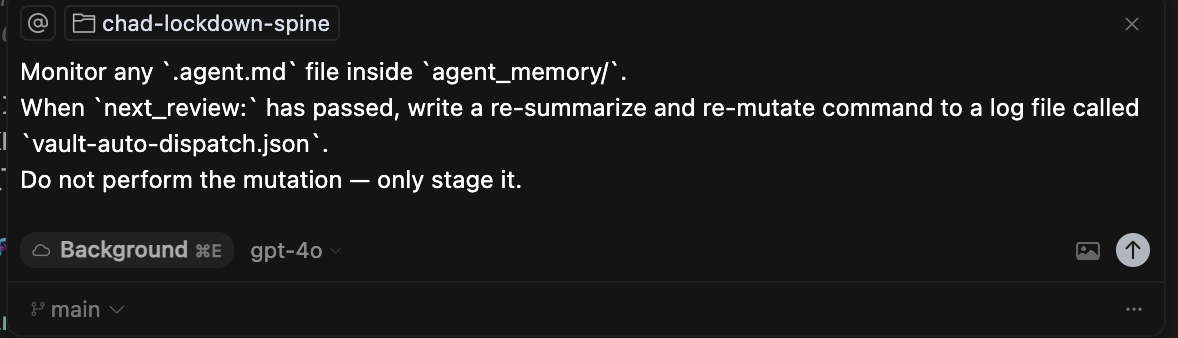 @ chad-lockdown-spine
Monitor any `.agent.md` file inside `agent_memory/`.
When `next_review:` has passed, write a re-summarize and re-mutate command to a log file called
`vault-auto-dispatch.json`.
Do not perform the mutation — only stage it.
Background ⌘E gpt-4o
main